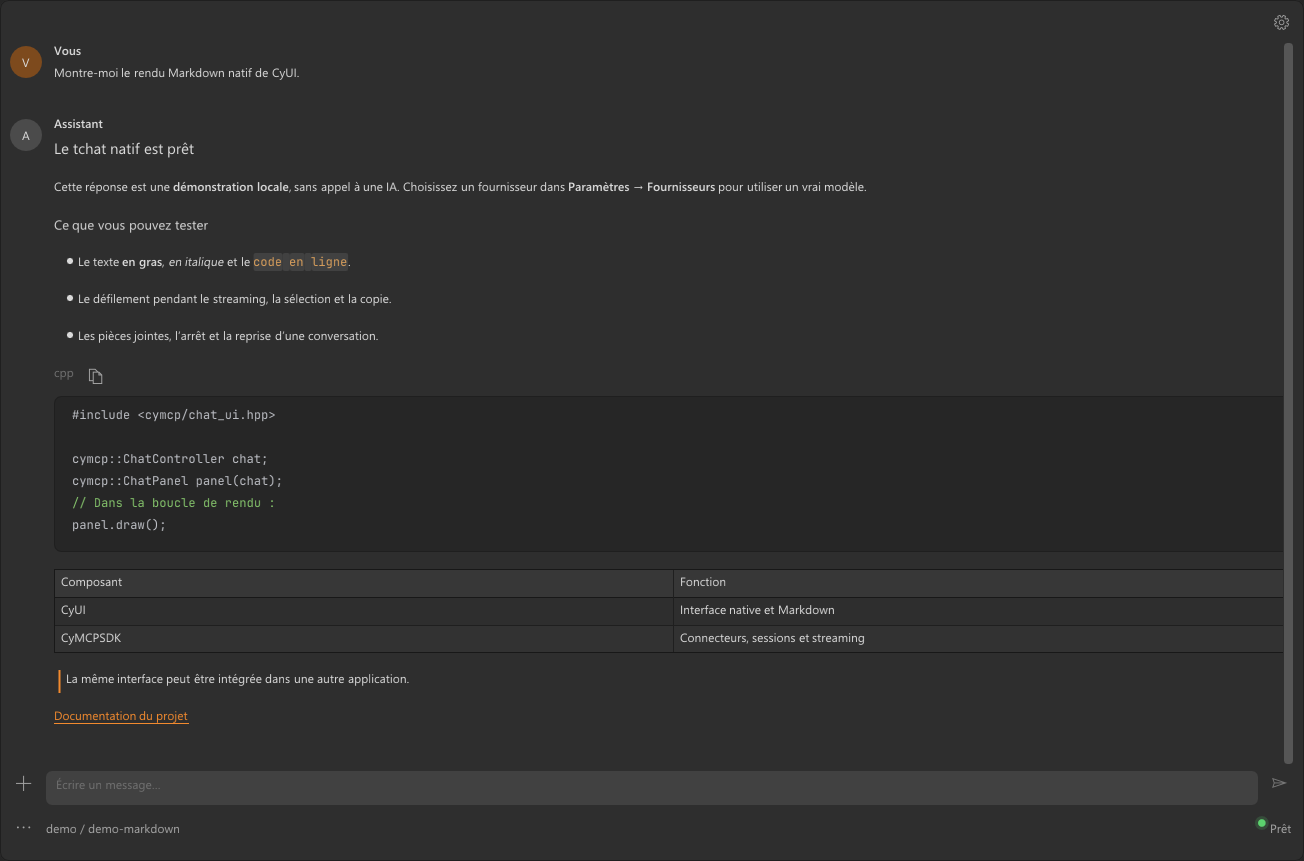 Vous
V
Montre-moi le rendu Markdown natif de CyUI.
Assistant
A
Le tchat natif est prêt
Cette réponse est une démonstration locale, sans appel à une IA. Choisissez un fournisseur dans Paramètres → Fournisseurs pour utiliser un vrai modèle.
Ce que vous pouvez tester
● Le texte en gras, en italique et le code en ligne.
● Le défilement pendant le streaming, la sélection et la copie.
● Les pièces jointes, l'arrêt et la reprise d'une conversation.
cpp
#include <cymcp/chat_ui.hpp>
cymcp::ChatController chat;
cymcp::ChatPanel panel(chat);
// Dans la boucle de rendu :
panel.draw();
Composant Fonction
CyUI Interface native et Markdown
CyMCPSDK Connecteurs, sessions et streaming
La même interface peut être intégrée dans une autre application.
Documentation du projet
Écrire un message...
... demo / demo-markdown Prêt